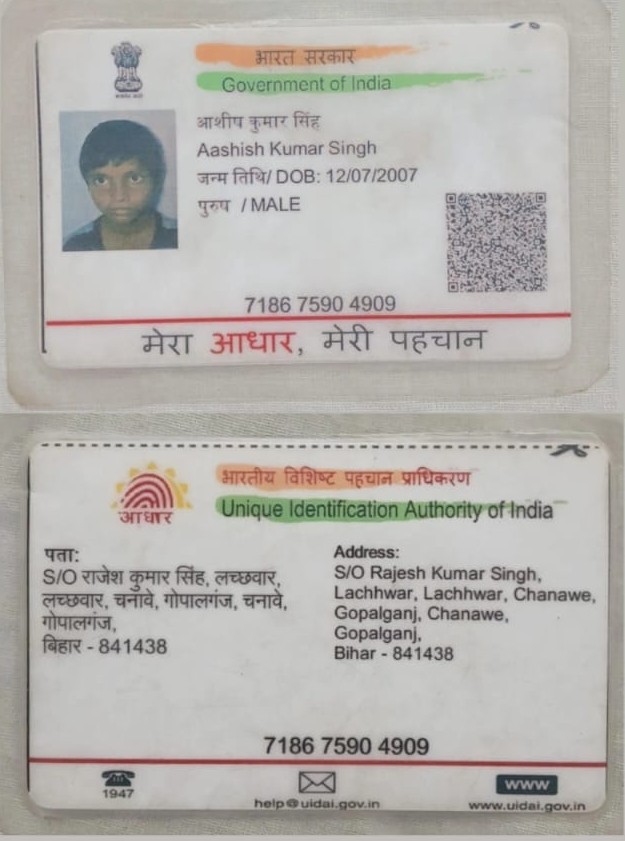 भारत सरकार
Government of India
आशीष कुमार सिंह
Aashish Kumar Singh
जन्म तिथि/ DOB: 12/07/2007
पुरुष / MALE
7186 7590 4909
मेरा आधार, मेरी पहचान
भारतीय विशिष्ट पहचान प्राधिकरण
Unique Identification Authority of India
आधार
पता:
S/O राजेश कुमार सिंह, लच्छवार,
लच्छवार, चनावे, गोपालगंज, चनावे,
गोपालगंज,
बिहार - 841438
Address:
S/O Rajesh Kumar Singh,
Lachhwar, Lachhwar, Chanawe,
Gopalganj, Chanawe,
Gopalganj,
Bihar - 841438
7186 7590 4909
1947
help@uidai.gov.in
www
www.uidai.gov.in